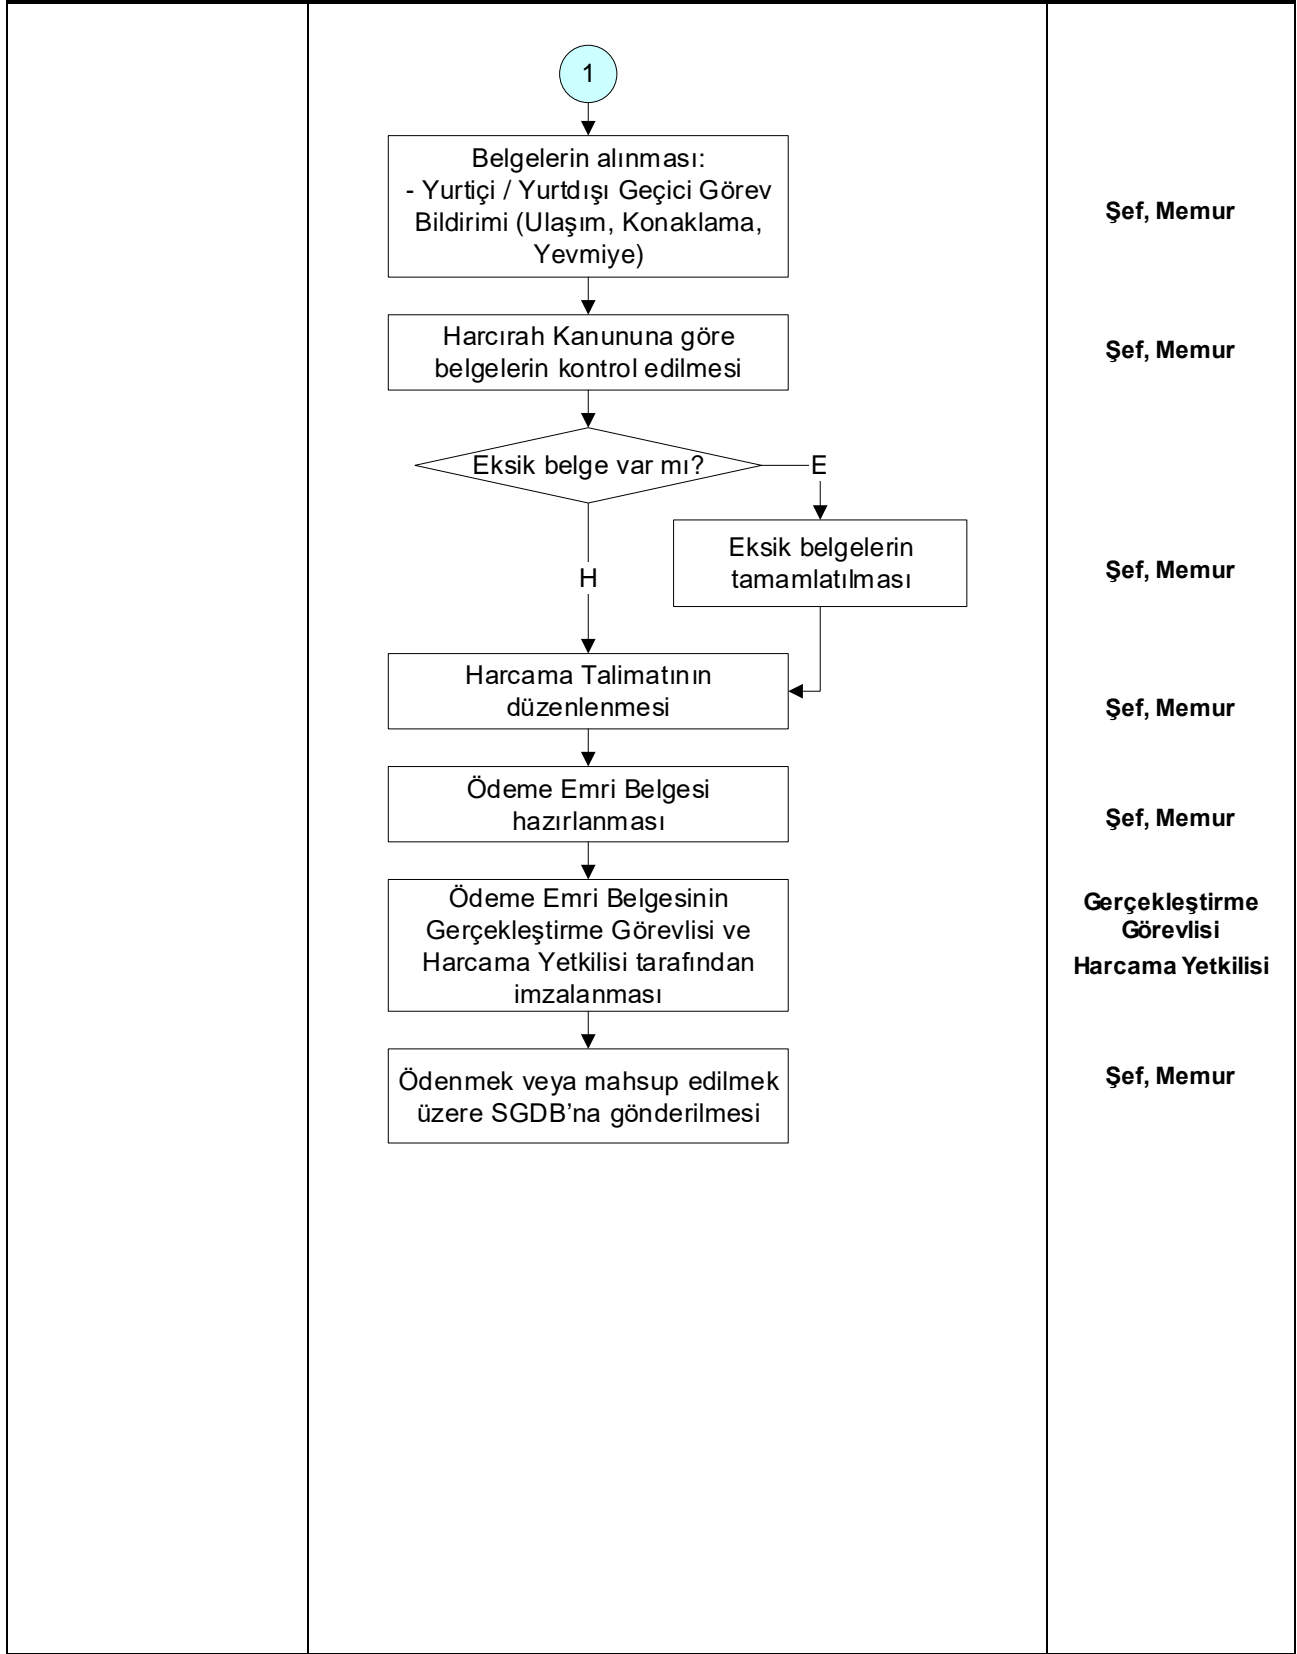 1
Belgelerin alınması:
- Yurtiçi / Yurtdışı Geçici Görev
Bildirimi (Ulaşım, Konaklama,
Yevmiye)
Şef, Memur
Harcırah Kanununa göre
belgelerin kontrol edilmesi
Şef, Memur
Eksik belge var mı?
E
Eksik belgelerin
tamamlatılması
Şef, Memur
H
Harcama Talimatının
düzenlenmesi
Şef, Memur
Ödeme Emri Belgesi
hazırlanması
Şef, Memur
Ödeme Emri Belgesinin
Gerçekleştirme Görevlisi ve
Harcama Yetkilisi tarafından
imzalanması
Gerçekleştirme
Görevlisi
Harcama Yetkilisi
Ödenmek veya mahsup edilmek
üzere SGDB’na gönderilmesi
Şef, Memur